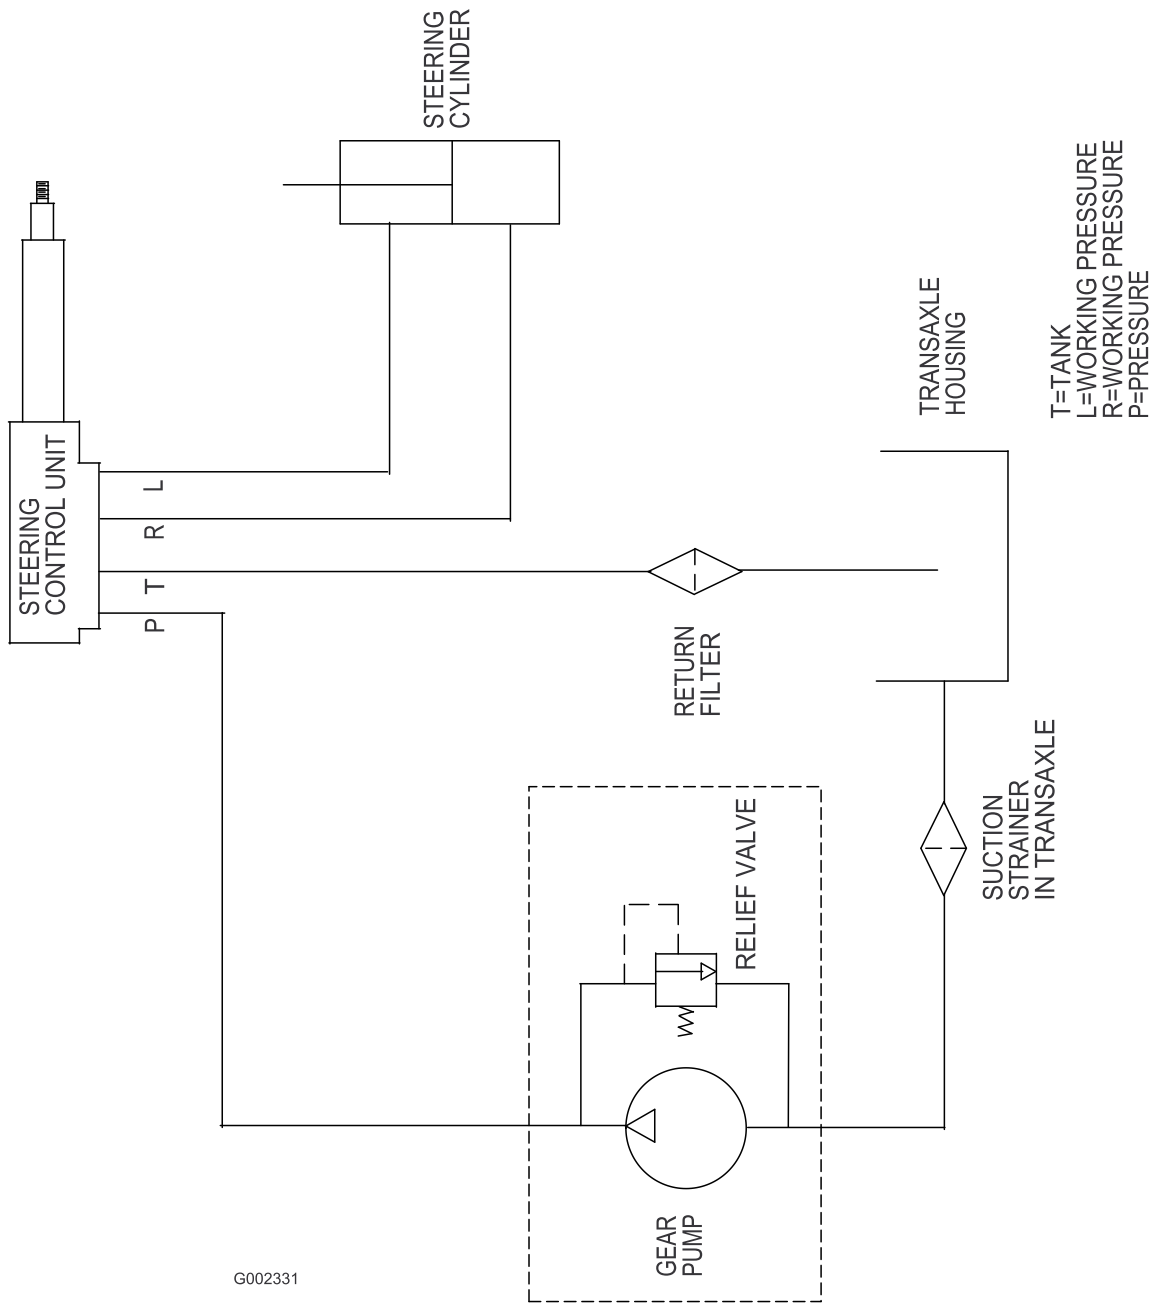 STEERING
CONTROL UNIT
L
R
T
P
STEERING
CYLINDER
RETURN
FILTER
TRANSAXLE
HOUSING
SUCTION
STRAINER
IN TRANSAXLE
RELIEF VALVE
GEAR
PUMP
T=TANK
L=WORKING PRESSURE
R=WORKING PRESSURE
P=PRESSURE
G002331